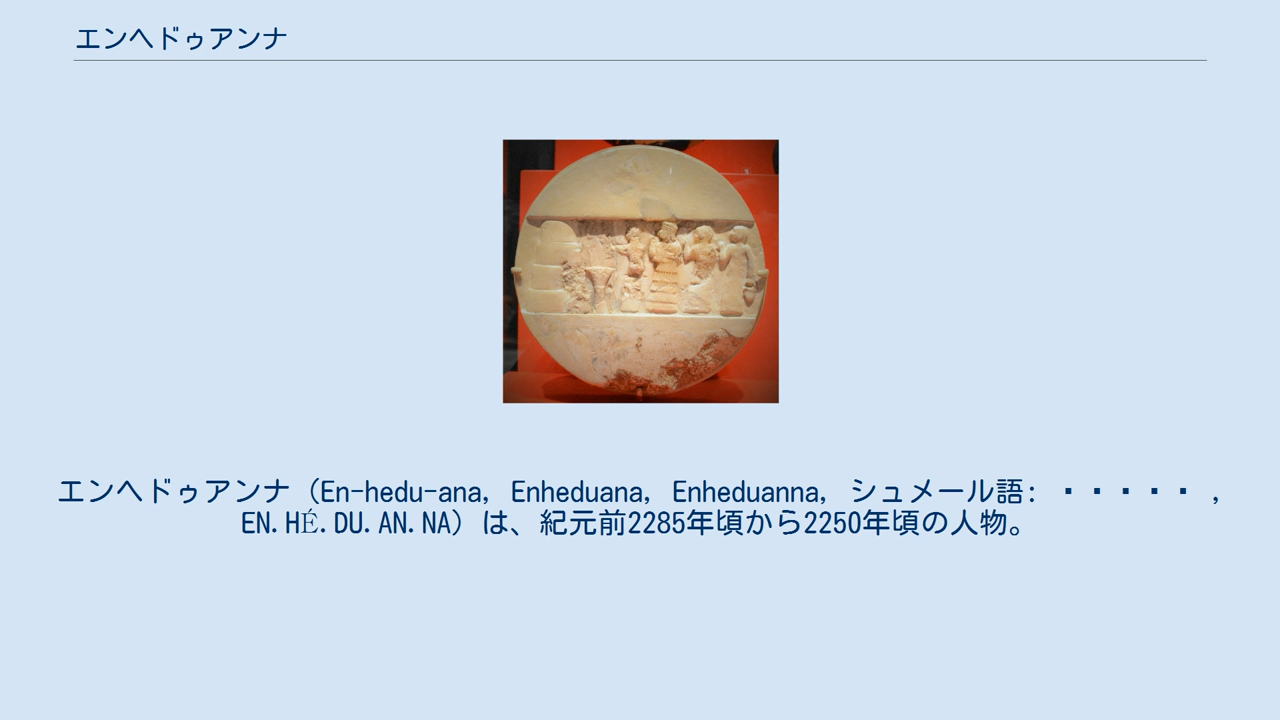 エンヘドゥアンナ
エンヘドゥアンナ（En-hedu-ana, Enheduana, Enheduanna, シュメール語: ・・・・・ ,
EN.HÉ.DU.AN.NA）は、紀元前2285年頃から2250年頃の人物。